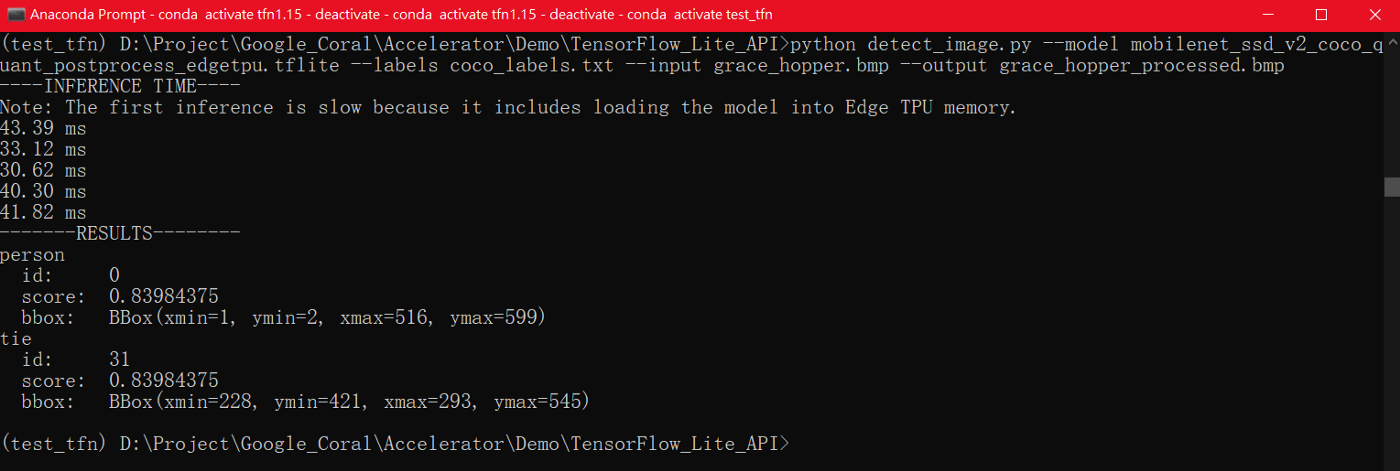 Anaconda Prompt - conda  activate tfn1.15 - deactivate - conda  activate tfn1.15 - deactivate - conda  activate test_tfn
(test_tfn) D:\Project\Google_Coral\Accelerator\Demo\TensorFlow_Lite_API>python detect_image.py --model mobilenet_ssd_v2_coco_q
uant_postprocess_edgetpu.tflite --labels coco_labels.txt --input grace_hopper.bmp --output grace_hopper_processed.bmp
----INFERENCE TIME----
Note: The first inference is slow because it includes loading the model into Edge TPU memory.
43.39 ms
33.12 ms
30.62 ms
40.30 ms
41.82 ms
-------RESULTS--------
person
  id:     0
  score:  0.83984375
  bbox:   BBox(xmin=1, ymin=2, xmax=516, ymax=599)
tie
  id:     31
  score:  0.83984375
  bbox:   BBox(xmin=228, ymin=421, xmax=293, ymax=545)
(test_tfn) D:\Project\Google_Coral\Accelerator\Demo\TensorFlow_Lite_API>